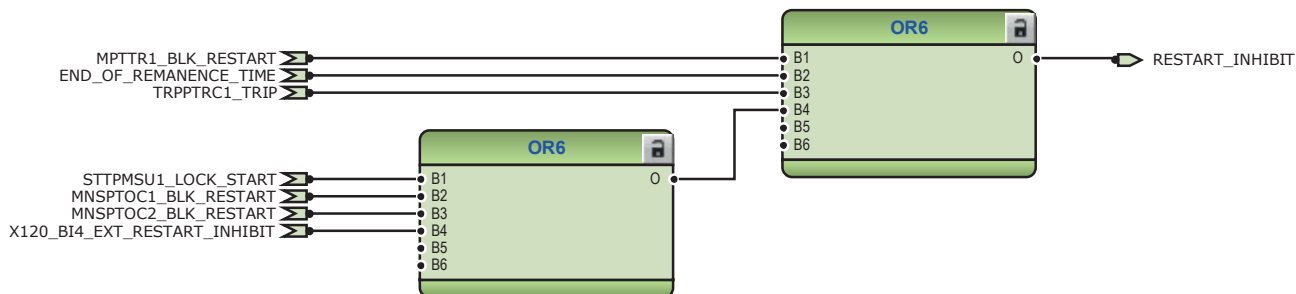 OR6
MPTTR1_BLK_RESTART
END_OF_REMANENCE_TIME
TRPPTRC1_TRIP
B1
B2
B3
B4
B5
B6
O
RESTART_INHIBIT
OR6
STTPMSU1_LOCK_START
MNSPTOC1_BLK_RESTART
MNSPTOC2_BLK_RESTART
X120_BI4_EXT_RESTART_INHIBIT
B1
B2
B3
B4
B5
B6
O